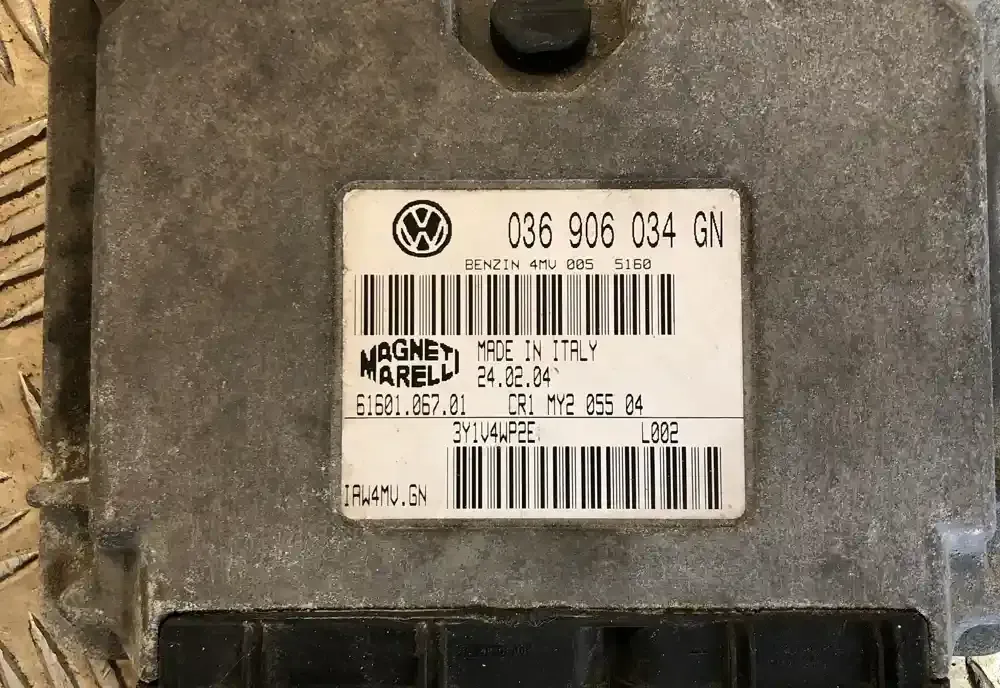 036 906 034 GN
BENZIN 4MV 005 5160
MAGNETI MARELLI
MADE IN ITALY
24.02.04
61601.067.01 CR1 MY2 055 04
3Y1V4WP2E L002
IAW4MV.GN